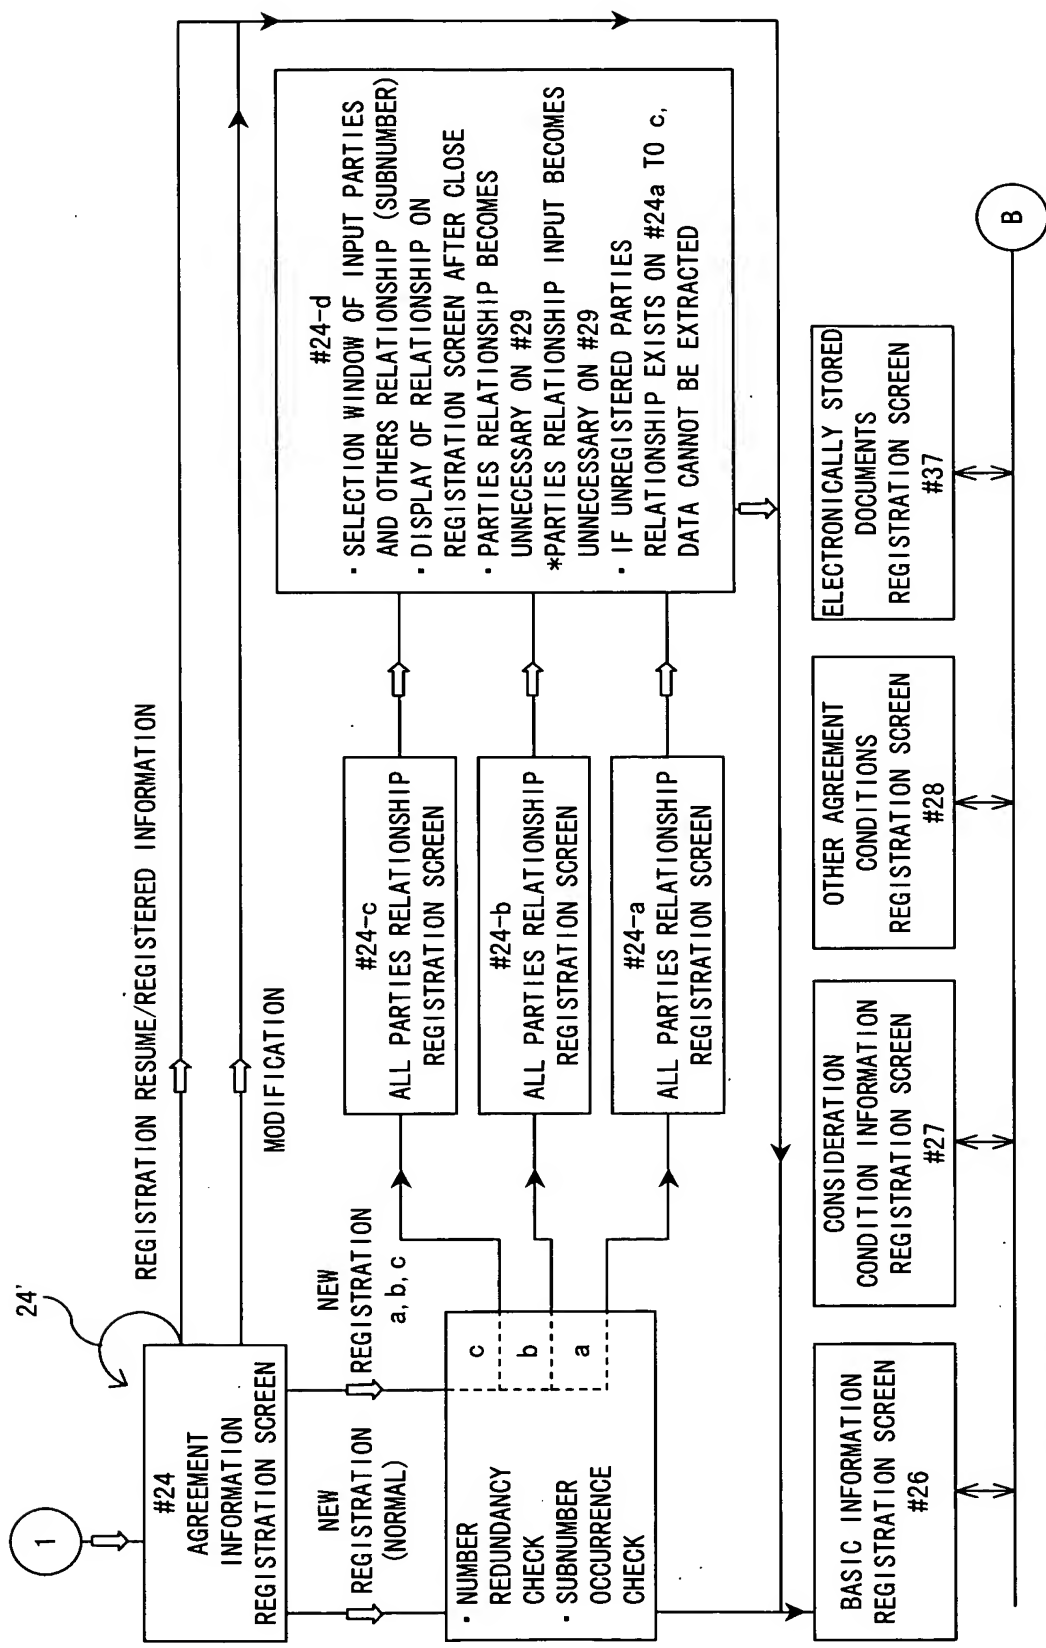 1
24'
#24
AGREEMENT
INFORMATION
REGISTRATION SCREEN
REGISTRATION RESUME/REGISTERED INFORMATION
MODIFICATION
NEW
REGISTRATION
(NORMAL)
NEW
REGISTRATION
a, b, c
· NUMBER
REDUNDANCY
CHECK
· SUBNUMBER
OCCURRENCE
CHECK
c
b
a
#24-c
ALL PARTIES RELATIONSHIP
REGISTRATION SCREEN
#24-b
ALL PARTIES RELATIONSHIP
REGISTRATION SCREEN
#24-a
ALL PARTIES RELATIONSHIP
REGISTRATION SCREEN
#24-d
· SELECTION WINDOW OF INPUT PARTIES
AND OTHERS RELATIONSHIP (SUBNUMBER)
· DISPLAY OF RELATIONSHIP ON
REGISTRATION SCREEN AFTER CLOSE
· PARTIES RELATIONSHIP BECOMES
UNNECESSARY ON #29
*PARTIES RELATIONSHIP INPUT BECOMES
UNNECESSARY ON #29
· IF UNREGISTERED PARTIES
RELATIONSHIP EXISTS ON #24a TO c,
DATA CANNOT BE EXTRACTED
BASIC INFORMATION
REGISTRATION SCREEN
#26
CONSIDERATION
CONDITION INFORMATION
REGISTRATION SCREEN
#27
OTHER AGREEMENT
CONDITIONS
REGISTRATION SCREEN
#28
ELECTRONICALLY STORED
DOCUMENTS
REGISTRATION SCREEN
#37
B